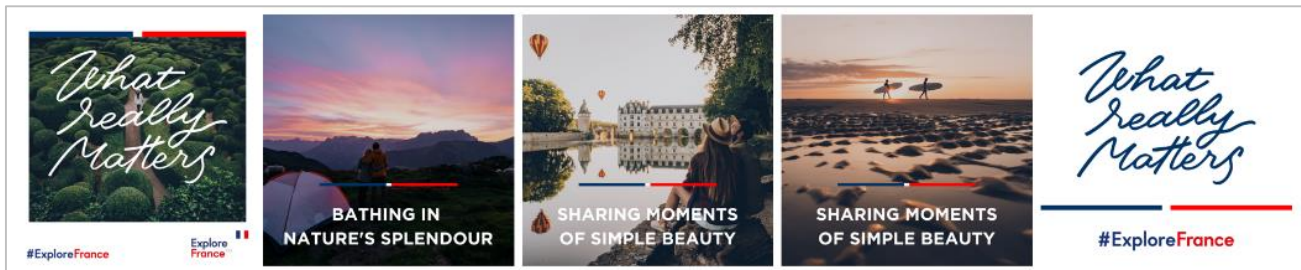 What
really
Matters
#ExploreFrance
Explore
France
BATHING IN
NATURE'S SPLENDOUR
SHARING MOMENTS
OF SIMPLE BEAUTY
SHARING MOMENTS
OF SIMPLE BEAUTY
What
really
Matters
#ExploreFrance